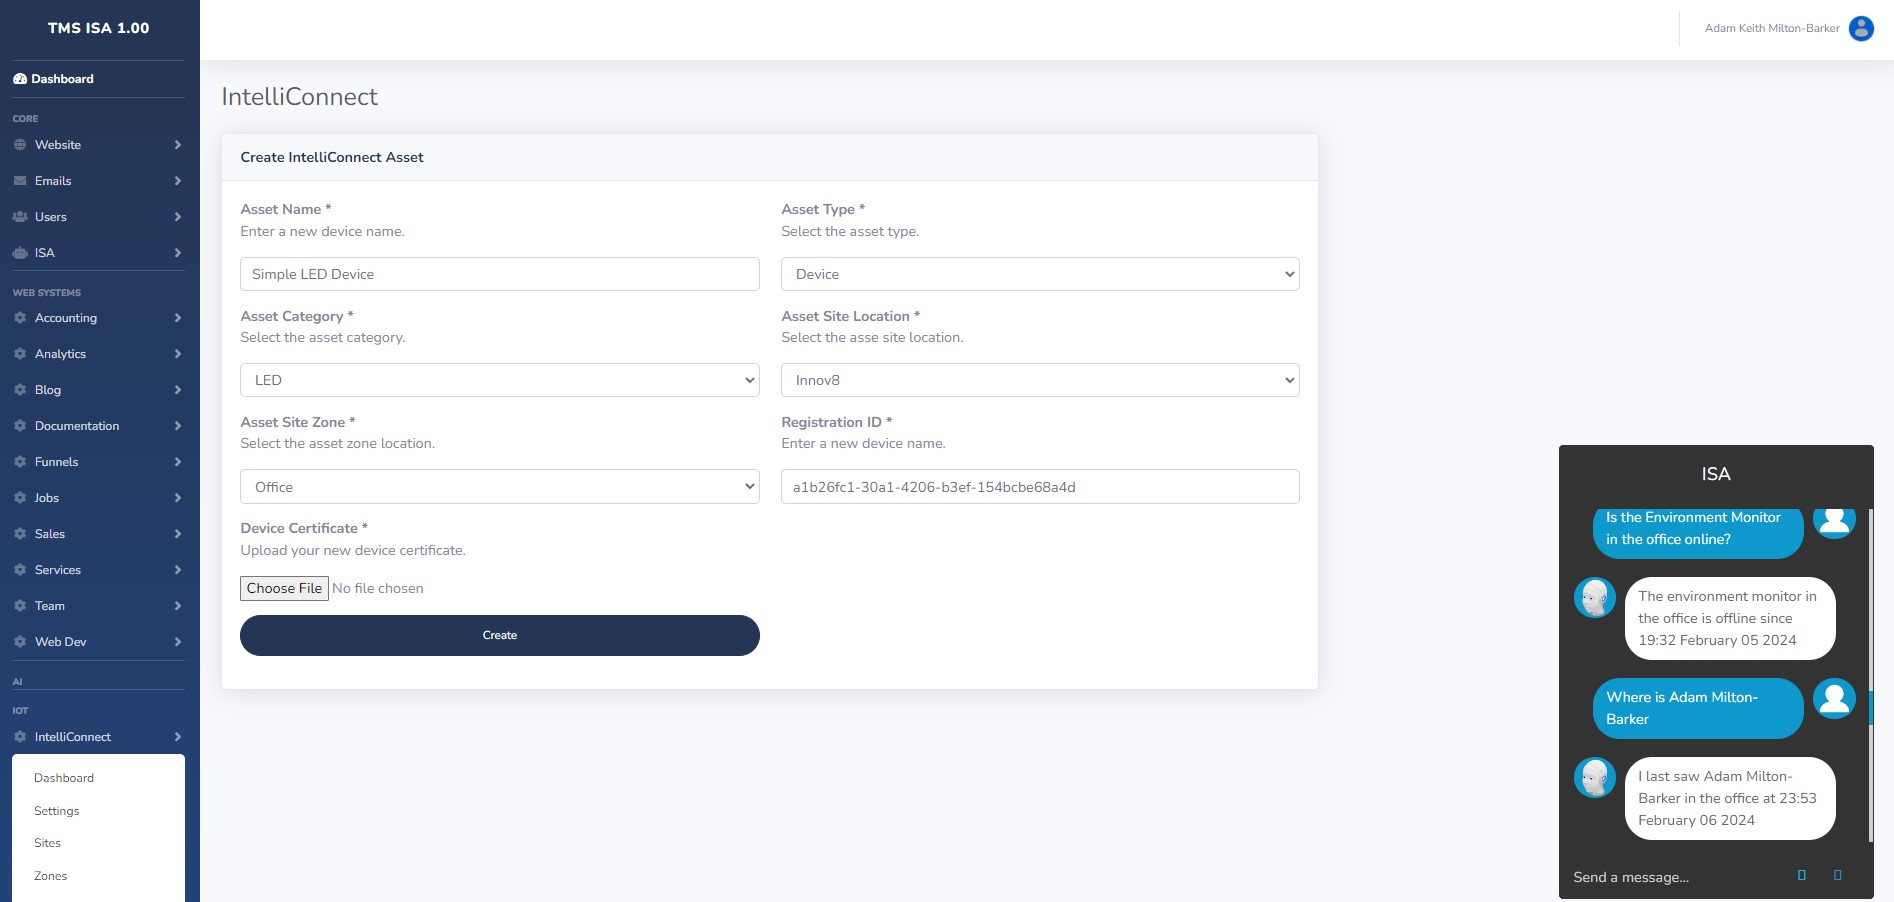 TMS ISA 1.00
Dashboard
CORE
Website
Emails
Users
ISA
WEB SYSTEMS
Accounting
Analytics
Blog
Documentation
Funnels
Jobs
Sales
Services
Team
Web Dev
AI
IOT
IntelliConnect
Dashboard
Settings
Sites
Zones
Adam Keith Milton-Barker
IntelliConnect
Create IntelliConnect Asset
Asset Name *
Enter a new device name.
Simple LED Device
Asset Type *
Select the asset type.
Device
Asset Category *
Select the asset category.
LED
Asset Site Location *
Select the asse site location.
Innov8
Asset Site Zone *
Select the asset zone location.
Office
Registration ID *
Enter a new device name.
a1b26fc1-30a1-4206-b3ef-154bcbe68a4d
Device Certificate *
Upload your new device certificate.
Choose File No file chosen
Create
ISA
Is the Environment Monitor
in the office online?
The environment monitor in
the office is offline since
19:32 February 05 2024
Where is Adam Milton-
Barker
I last saw Adam Milton-
Barker in the office at 23:53
February 06 2024
Send a message...